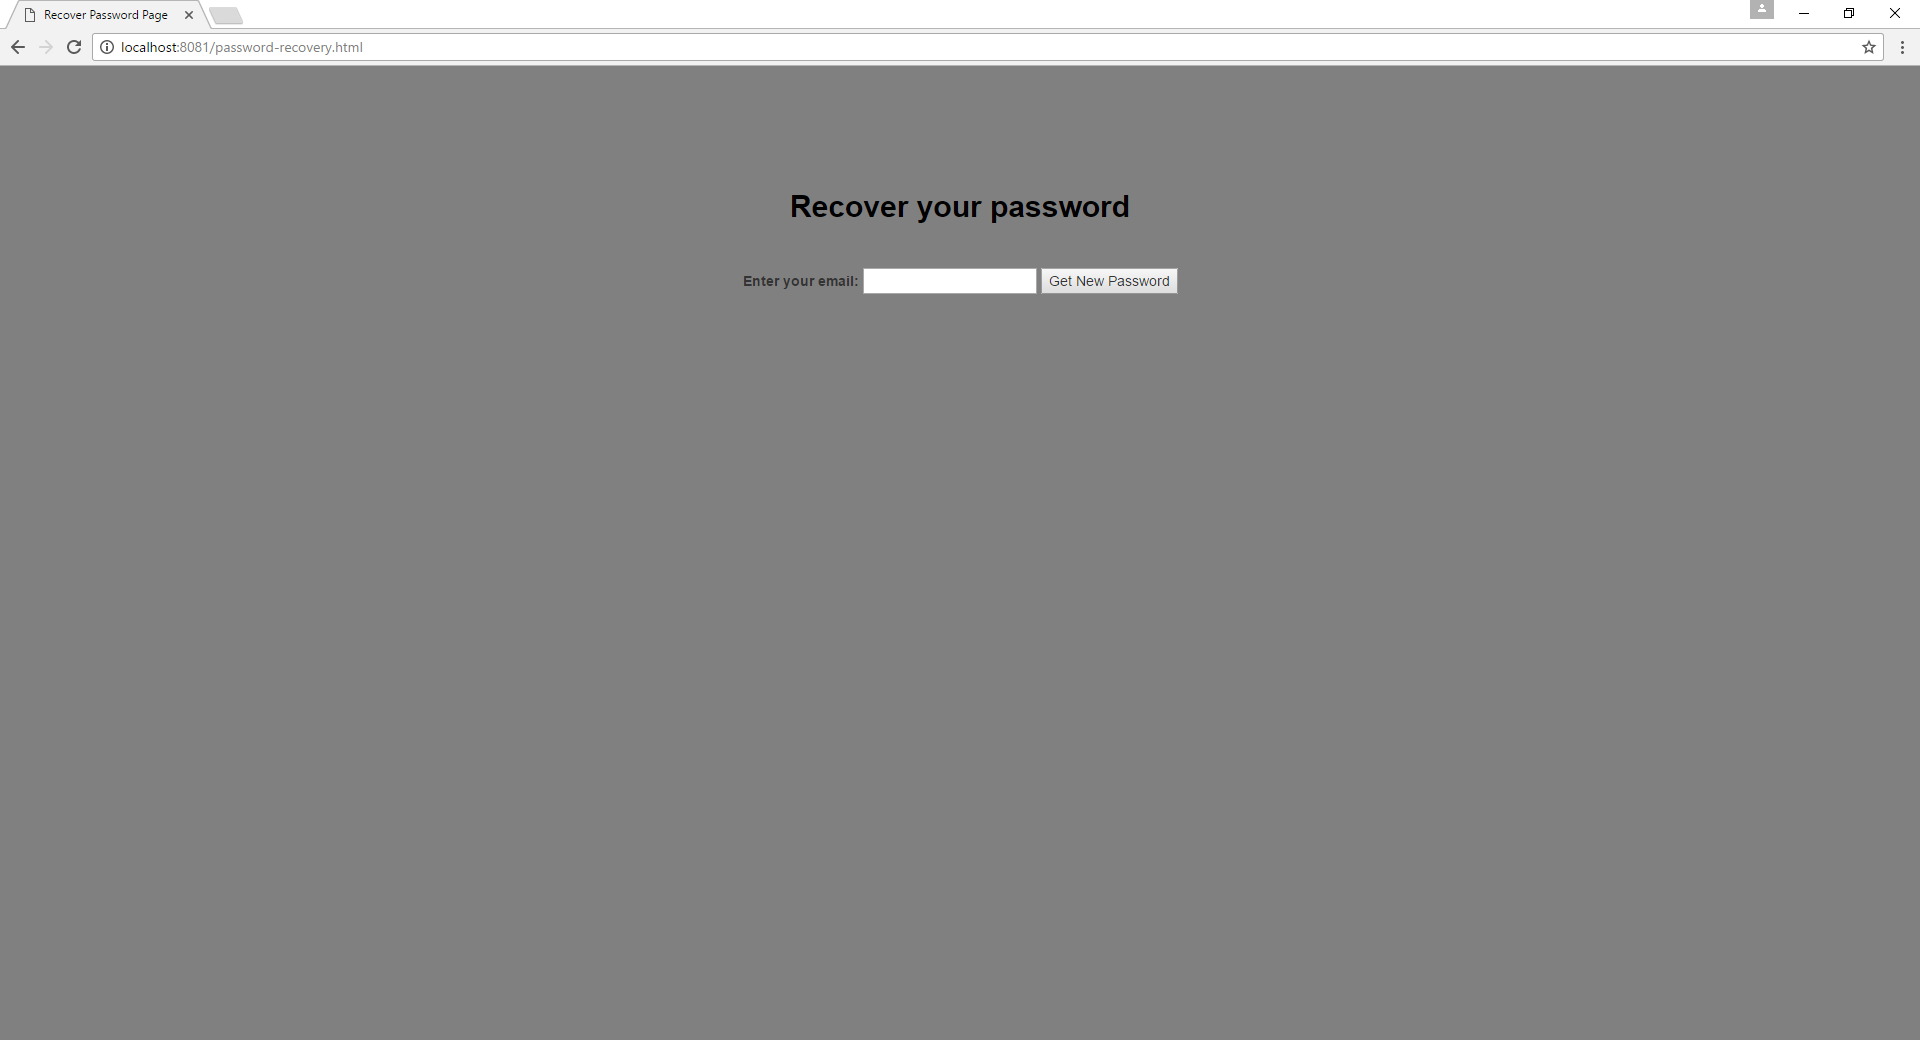 Recover Password Page
localhost:8081/password-recovery.html
Recover your password
Enter your email: Get New Password